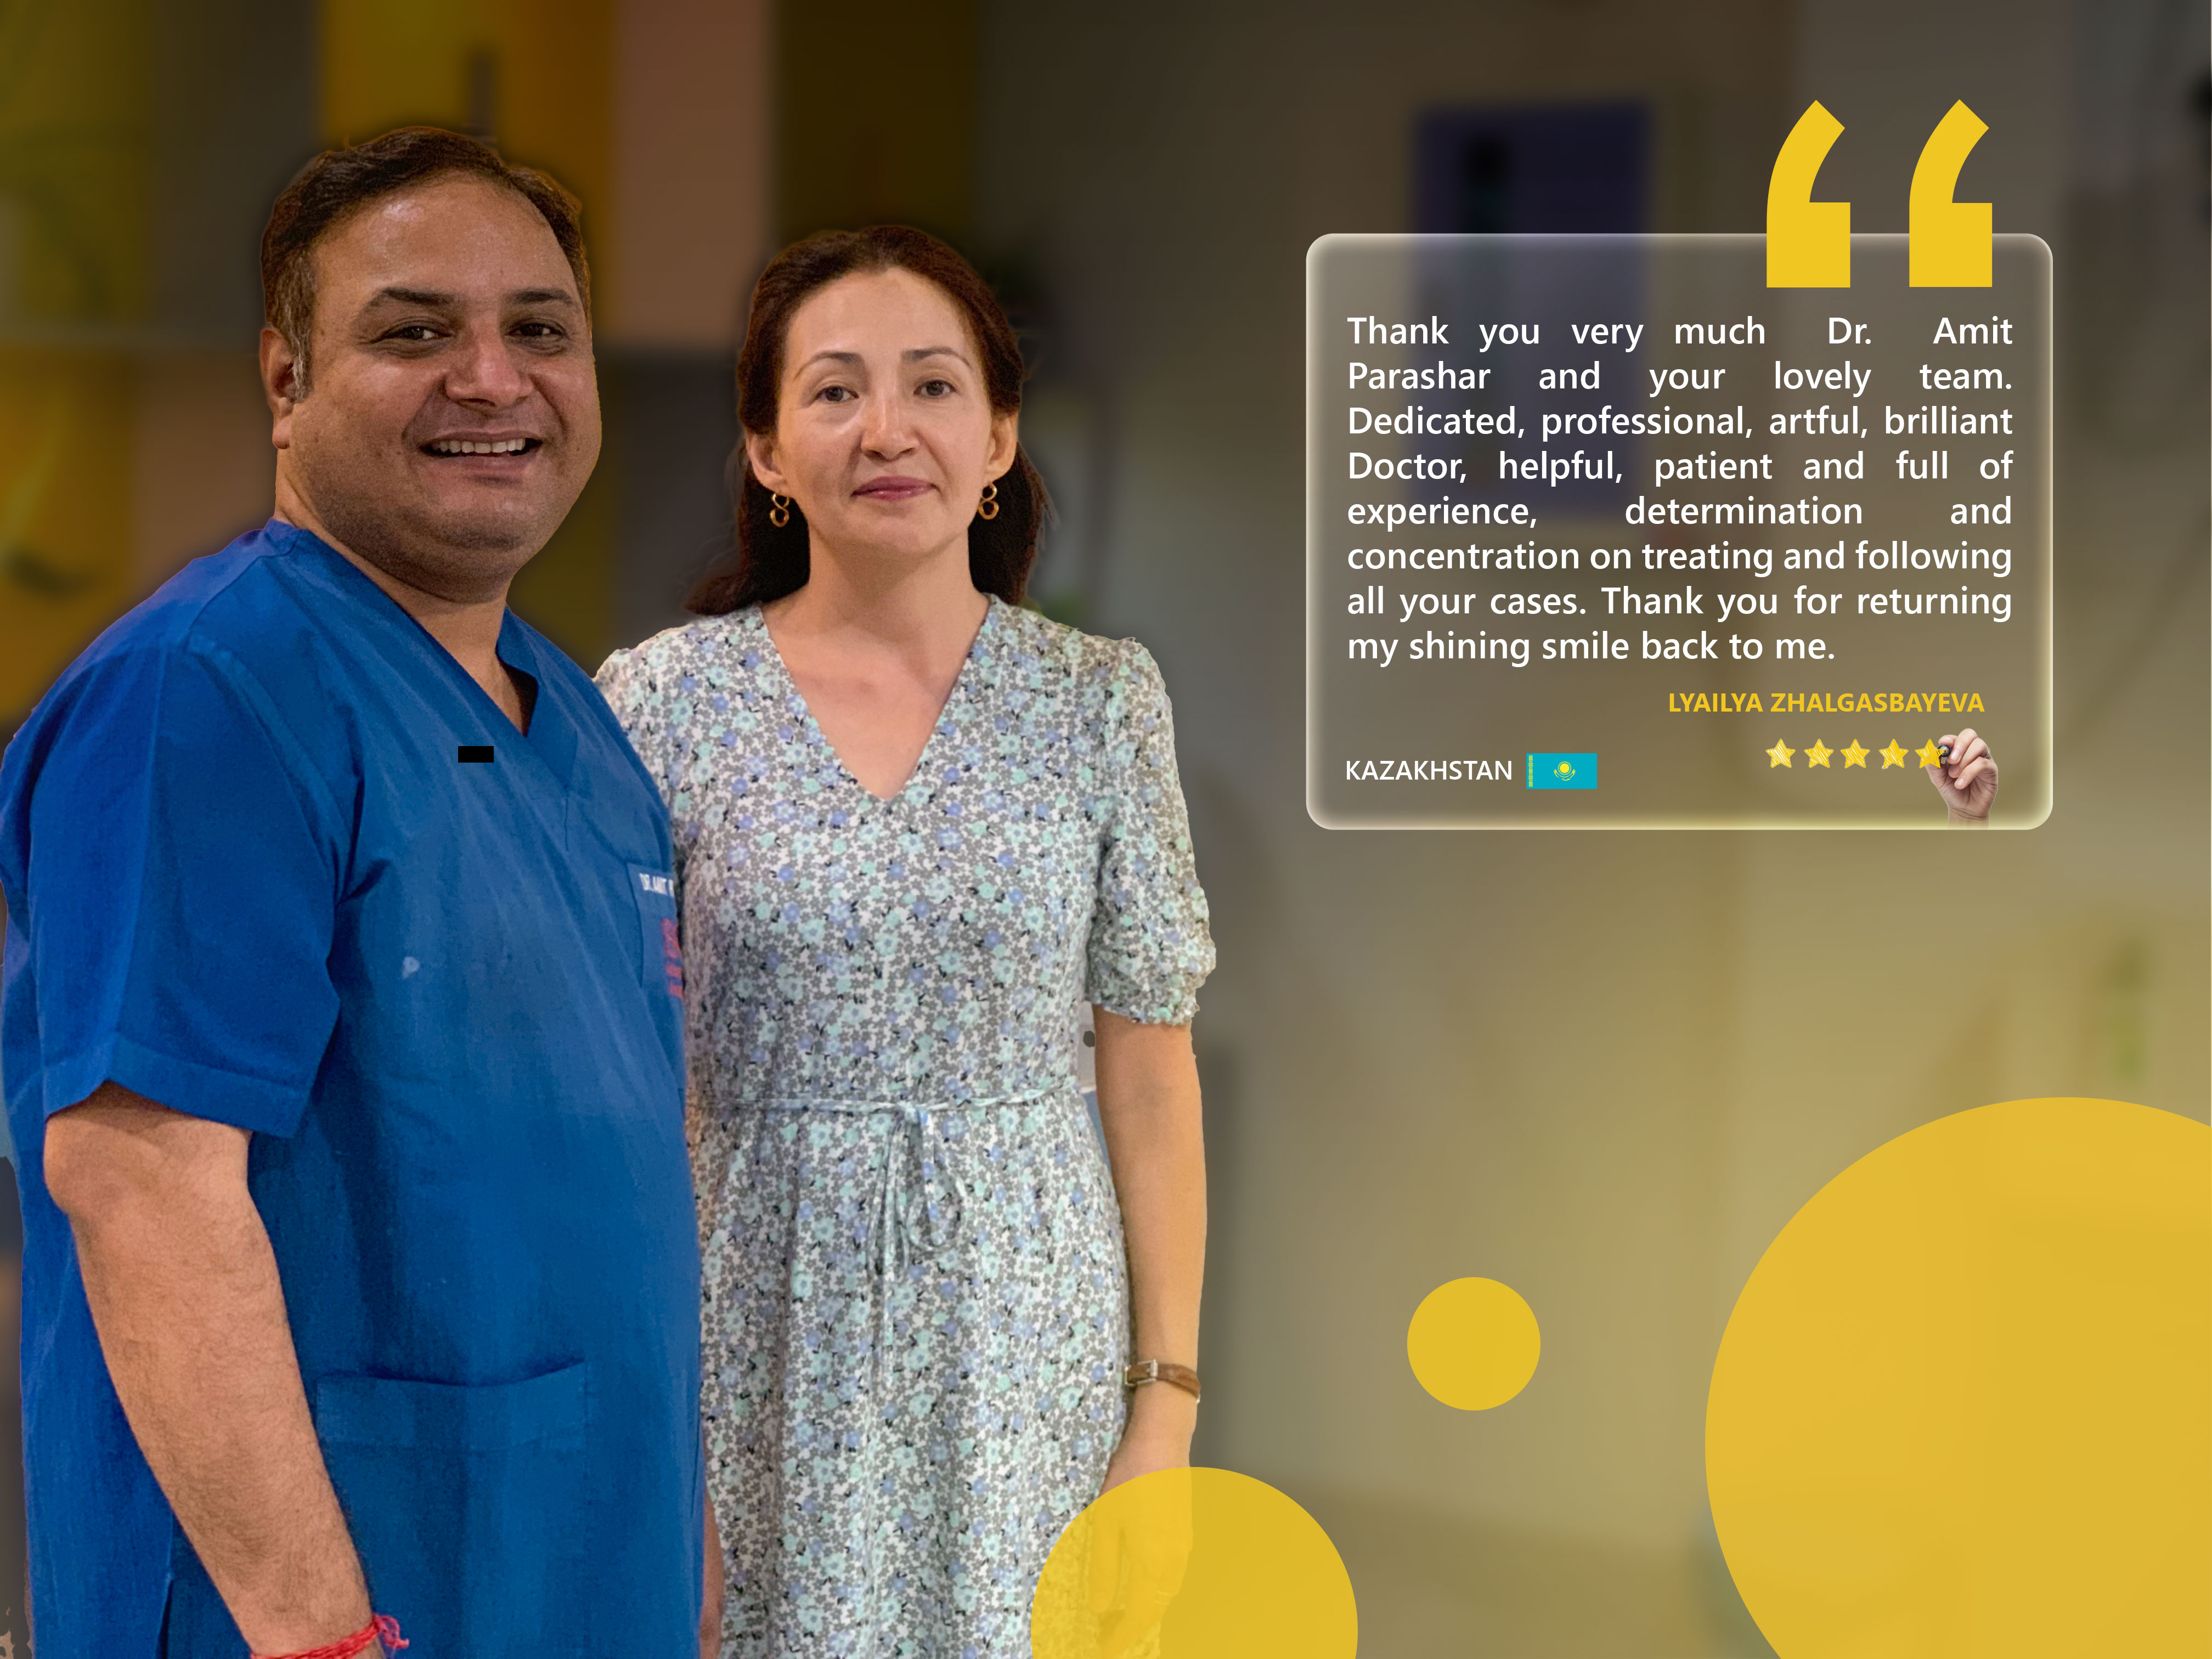 Thank you very much Dr. Amit
Parashar and your lovely team.
Dedicated, professional, artful, brilliant
Doctor, helpful, patient and full of
experience, determination and
concentration on treating and following
all your cases. Thank you for returning
my shining smile back to me.
LYAILYA ZHALGASBAYEVA
KAZAKHSTAN
DR. AMIT